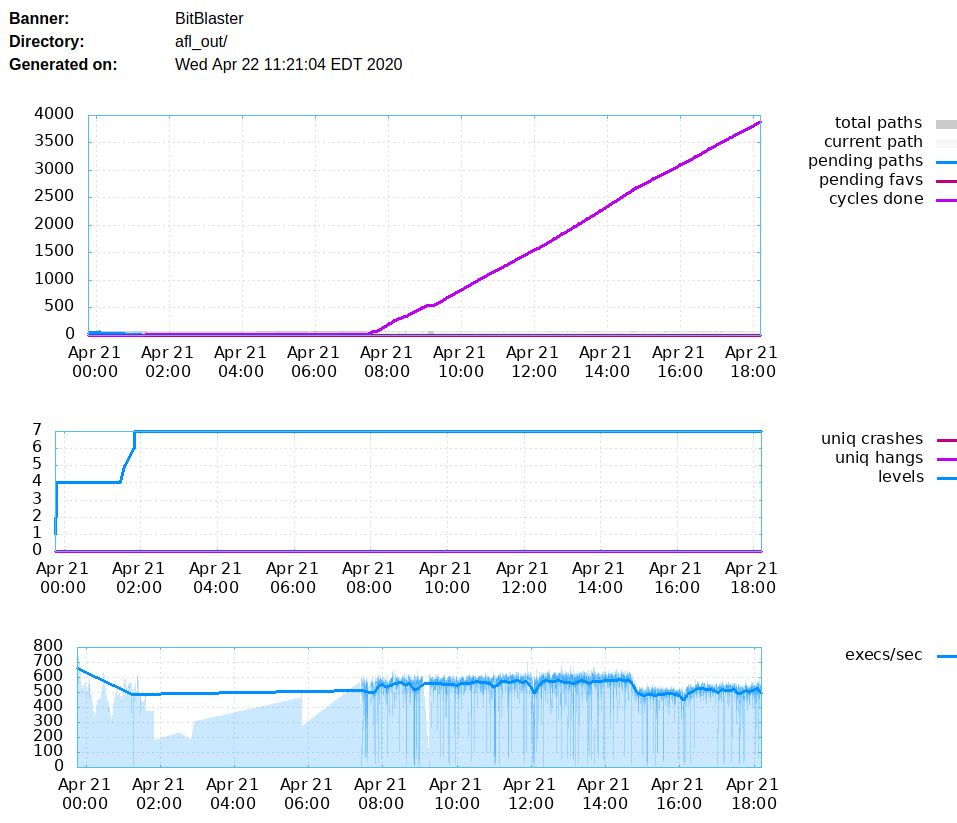 Banner: BitBlaster
Directory: afl_out/
Generated on: Wed Apr 22 11:21:04 EDT 2020
4000
3500
3000
2500
2000
1500
1000
500
0
Apr 21 Apr 21 Apr 21 Apr 21 Apr 21 Apr 21 Apr 21 Apr 21 Apr 21 Apr 21
00:00 02:00 04:00 06:00 08:00 10:00 12:00 14:00 16:00 18:00
total paths
current path
pending paths
pending favs
cycles done
7
6
5
4
3
2
1
0
Apr 21 Apr 21 Apr 21 Apr 21 Apr 21 Apr 21 Apr 21 Apr 21 Apr 21 Apr 21
00:00 02:00 04:00 06:00 08:00 10:00 12:00 14:00 16:00 18:00
uniq crashes
uniq hangs
levels
800
700
600
500
400
300
200
100
0
Apr 21 Apr 21 Apr 21 Apr 21 Apr 21 Apr 21 Apr 21 Apr 21 Apr 21 Apr 21
00:00 02:00 04:00 06:00 08:00 10:00 12:00 14:00 16:00 18:00
execs/sec